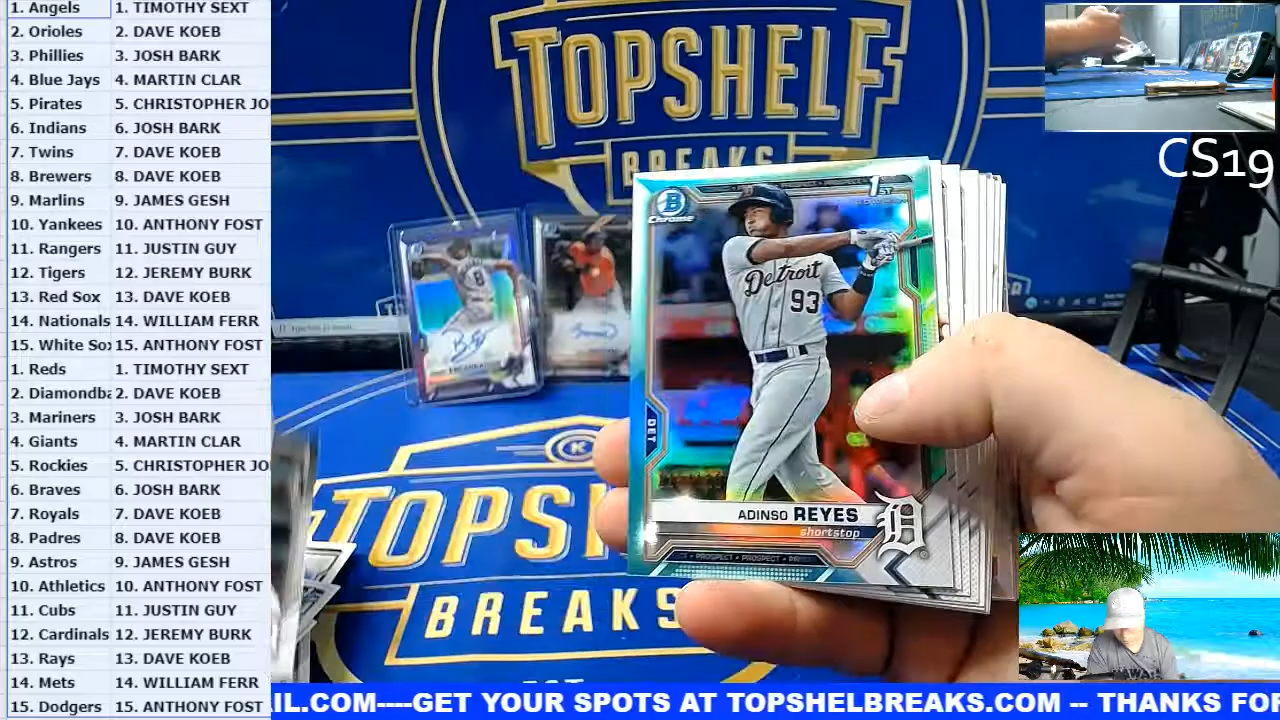 1. Angels 1. TIMOTHY SEXT
2. Orioles 2. DAVE KOEB
3. Phillies 3. JOSH BARK
4. Blue Jays 4. MARTIN CLAR
5. Pirates 5. CHRISTOPHER JO
6. Indians 6. JOSH BARK
7. Twins 7. DAVE KOEB
8. Brewers 8. DAVE KOEB
9. Marlins 9. JAMES GESH
10. Yankees 10. ANTHONY FOST
11. Rangers 11. JUSTIN GUY
12. Tigers 12. JEREMY BURK
13. Red Sox 13. DAVE KOEB
14. Nationals 14. WILLIAM FERR
15. White Sox 15. ANTHONY FOST
1. Reds 1. TIMOTHY SEXT
2. Diamondba 2. DAVE KOEB
3. Mariners 3. JOSH BARK
4. Giants 4. MARTIN CLAR
5. Rockies 5. CHRISTOPHER JO
6. Braves 6. JOSH BARK
7. Royals 7. DAVE KOEB
8. Padres 8. DAVE KOEB
9. Astros 9. JAMES GESH
10. Athletics 10. ANTHONY FOST
11. Cubs 11. JUSTIN GUY
12. Cardinals 12. JEREMY BURK
13. Rays 13. DAVE KOEB
14. Mets 14. WILLIAM FERR
15. Dodgers 15. ANTHONY FOST
TOPSHELF
BREAKS
CS19
B
Chrome
1ST
Detroit
93
8
DET
ADINSO REYES
shortstop
D
PROSPECT • PROSPECT
K
TOPS
BREAKS
IL.COM----GET YOUR SPOTS AT TOPSHELBREAKS.COM -- THANKS FO